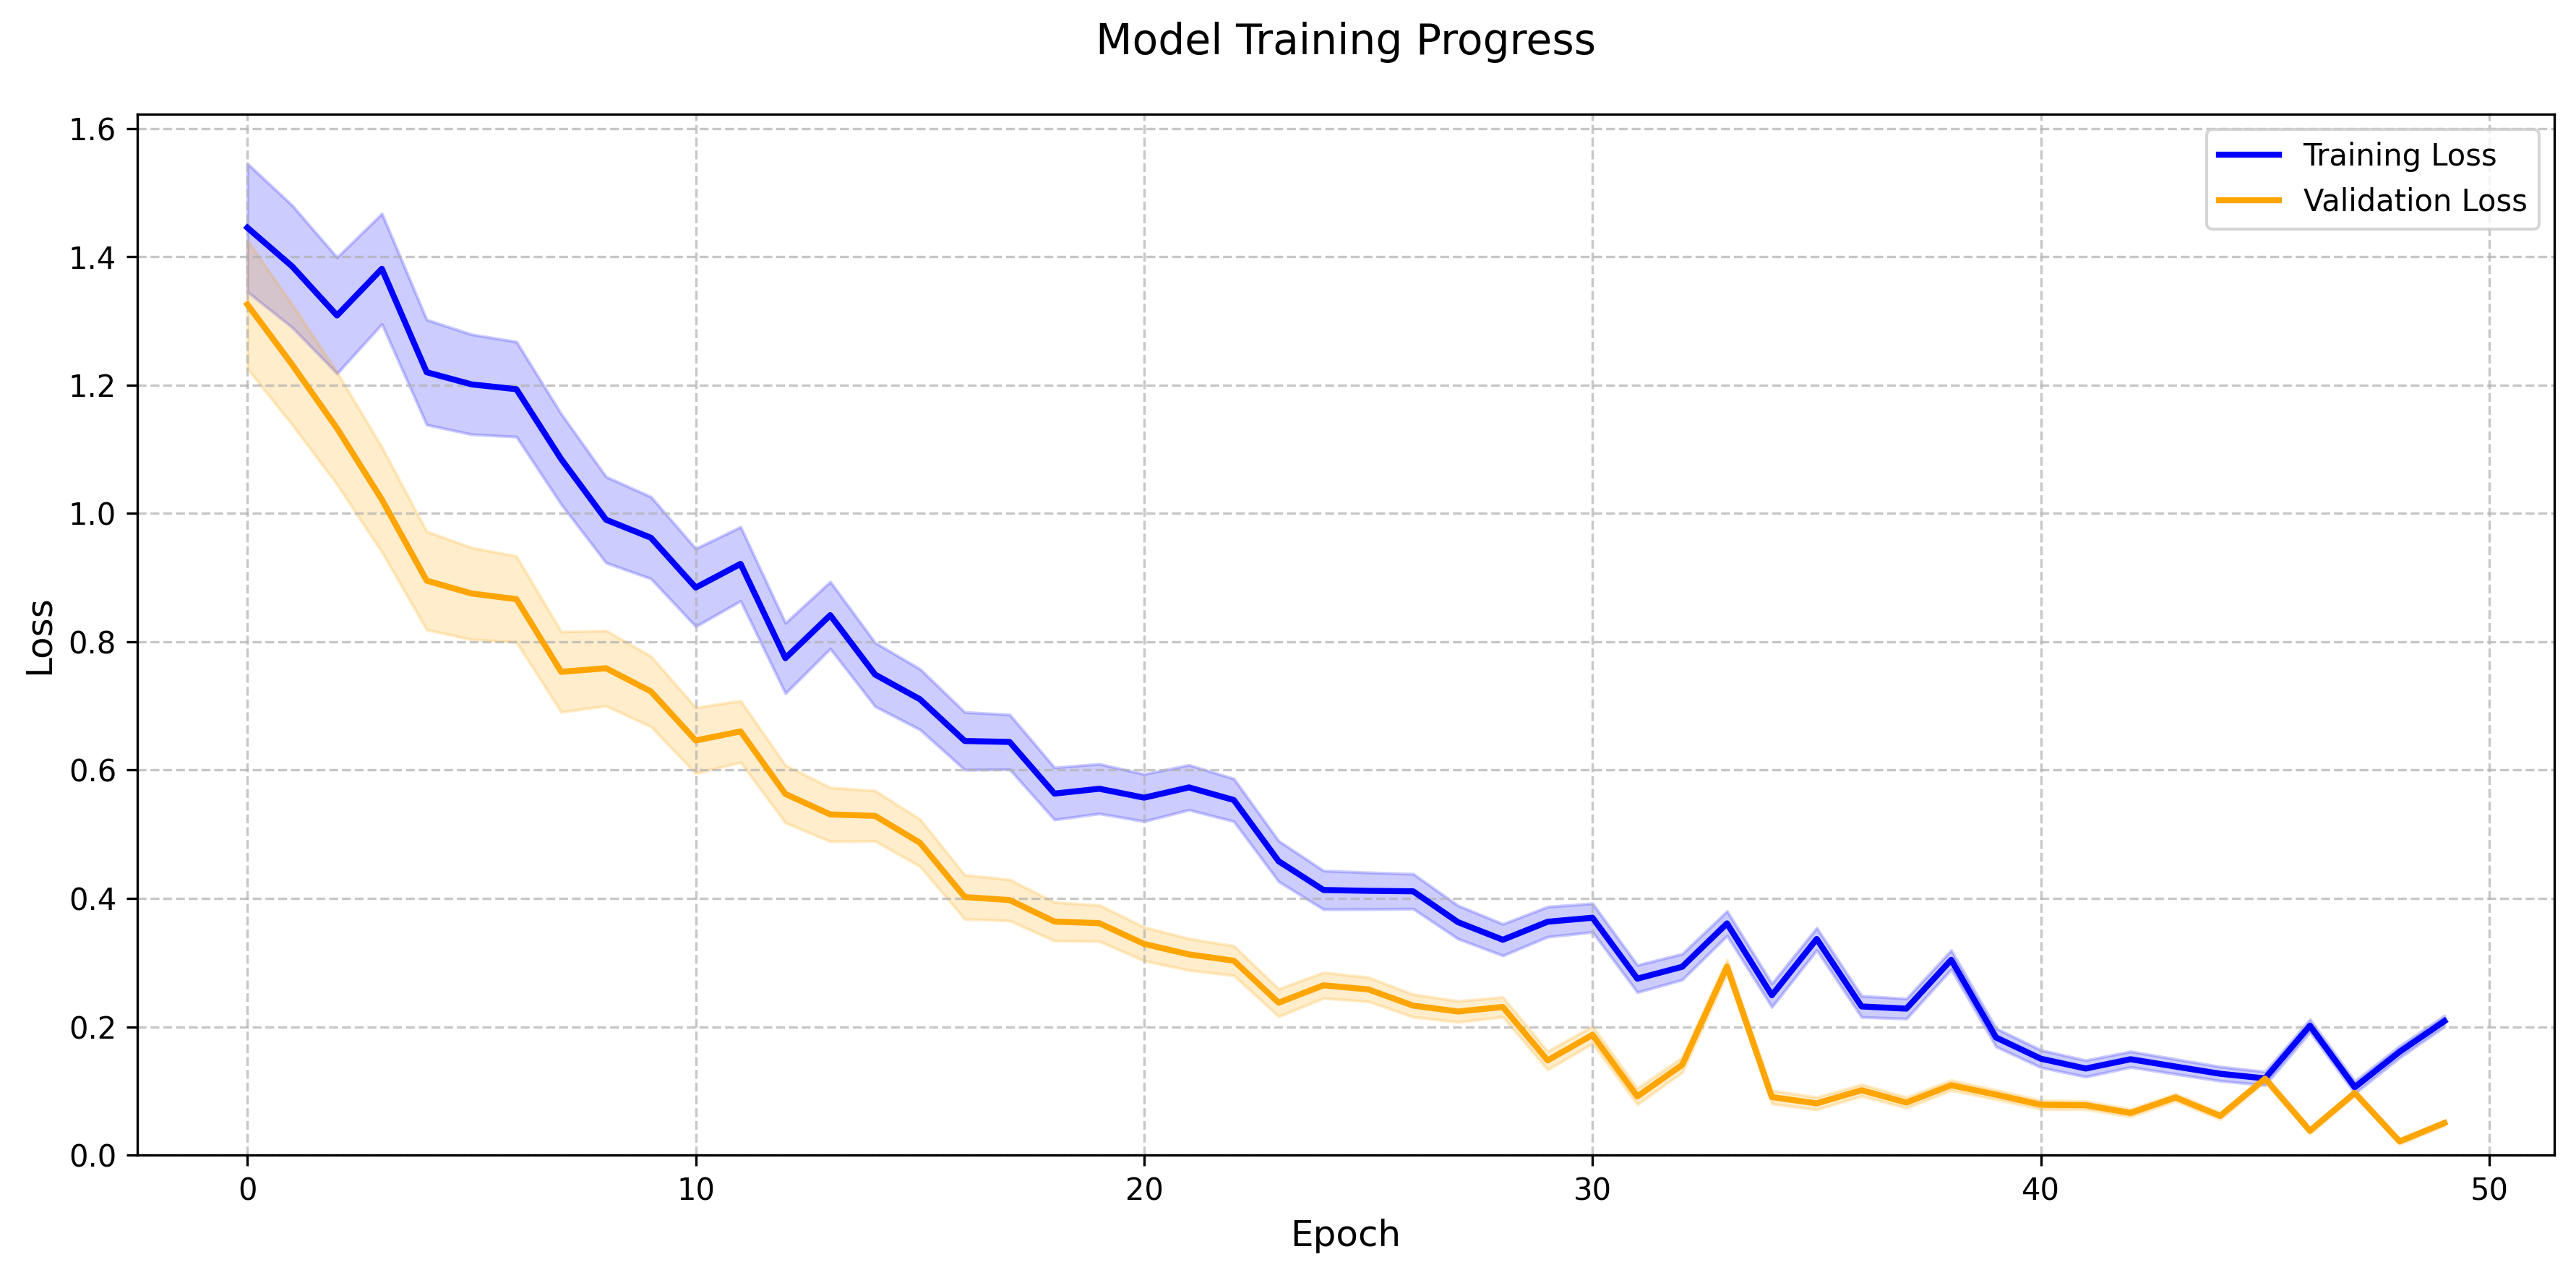 Model Training Progress
Training Loss
Validation Loss
1.6
1.4
1.2
1.0
0.8
0.6
0.4
0.2
0.0
Loss
0 10 20 30 40 50
Epoch